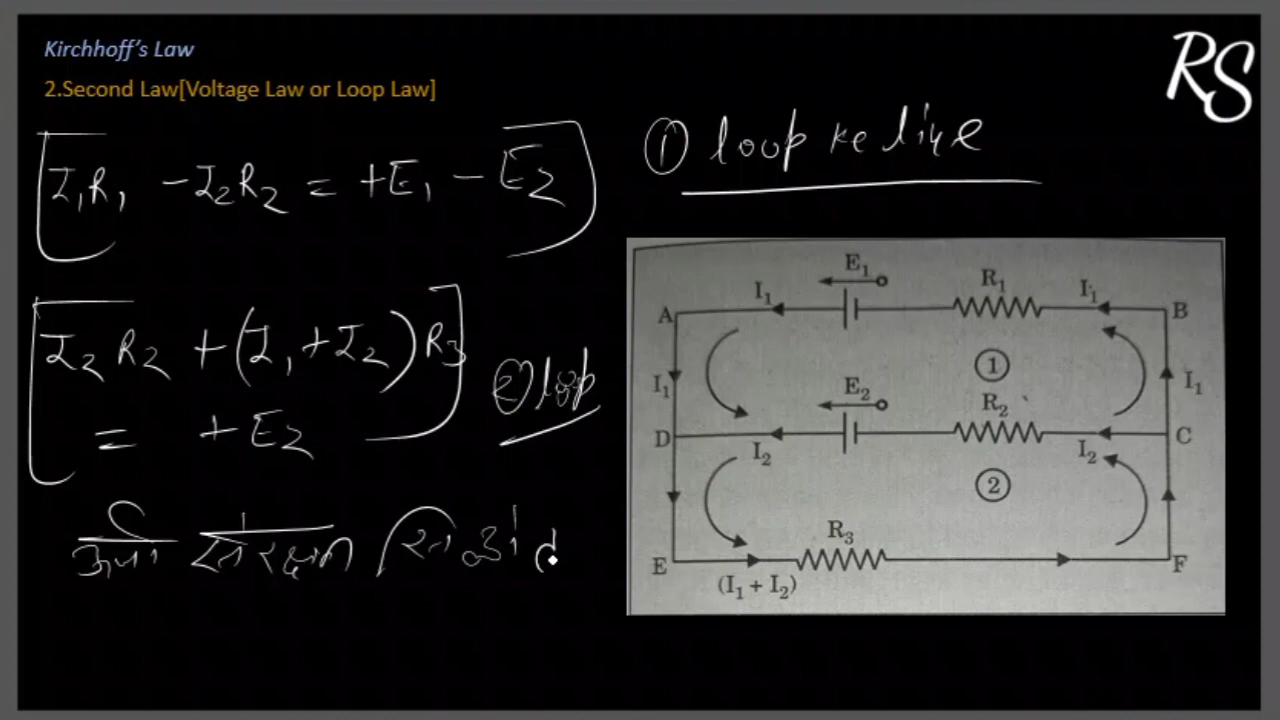 Kirchhoff's Law
2.Second Law[Voltage Law or Loop Law]
RS
① loop ke liye
I₁R₁ - I₂R₂ = +E₁ - E₂
I₂R₂ + (I₁ + I₂)R₃
= + E₂
② loop
ऊर्जा संरक्षण
E₁
I₁
R₁
I₁
A
B
①
I₁
I₁
E₂
R₂
D
C
I₂
I₂
②
R₃
E
F
(I₁ + I₂)